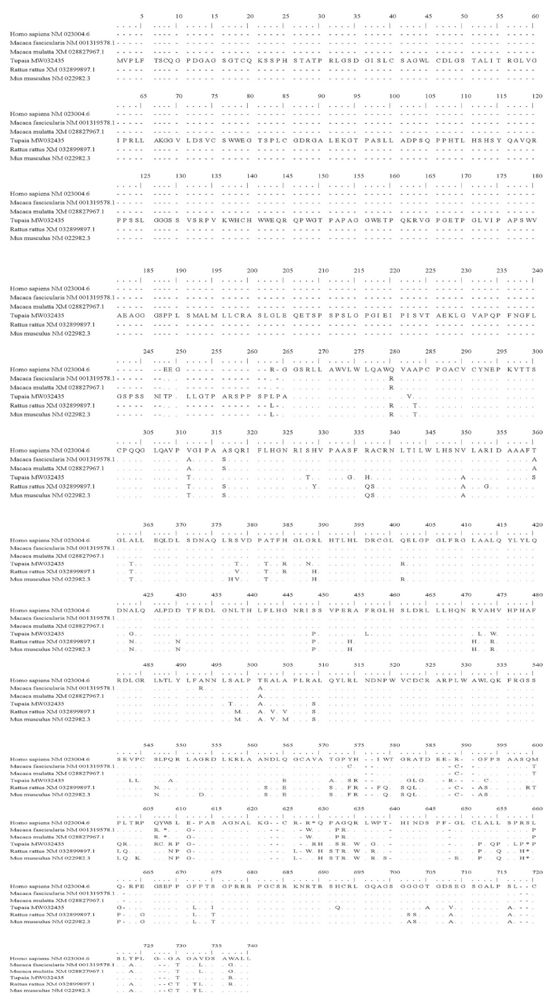 5 10 15 20 25 30 35 40 45 50 55 60
Homo sapiens NM 023004.6 ----- ----- ----- ----- ----- ----- ----- ----- ----- ----- ----- -----
Macaca fascicularis NM 001319578.1 ----- ----- ----- ----- ----- ----- ----- ----- ----- ----- ----- -----
Macaca mulatta XM 028827967.1 ----- ----- ----- ----- ----- ----- ----- ----- ----- ----- ----- -----
Tupaia MW032435 MVPLF TSCQG PDGAG SGTCQ KSSPH STATP RLGSD GISLC SAGWL CDLGS TALIT RGLVG
Rattus rattus XM 032899897.1 ----- ----- ----- ----- ----- ----- ----- ----- ----- ----- ----- -----
Mus musculus NM 022982.3 ----- ----- ----- ----- ----- ----- ----- ----- ----- ----- ----- -----
65 70 75 80 85 90 95 100 105 110 115 120
Homo sapiens NM 023004.6 ----- ----- ----- ----- ----- ----- ----- ----- ----- ----- ----- -----
Macaca fascicularis NM 001319578.1 ----- ----- ----- ----- ----- ----- ----- ----- ----- ----- ----- -----
Macaca mulatta XM 028827967.1 ----- ----- ----- ----- ----- ----- ----- ----- ----- ----- ----- -----
Tupaia MW032435 IPRLL AKGGV LDSVC SWWEG TSPLC GDRGA LEKGT PASLL ADPSQ PPHTL HSHSY QAVQR
Rattus rattus XM 032899897.1 ----- ----- ----- ----- ----- ----- ----- ----- ----- ----- ----- -----
Mus musculus NM 022982.3 ----- ----- ----- ----- ----- ----- ----- ----- ----- ----- ----- -----
125 130 135 140 145 150 155 160 165 170 175 180
Homo sapiens NM 023004.6 ----- ----- ----- ----- ----- ----- ----- ----- ----- ----- ----- -----
Macaca fascicularis NM 001319578.1 ----- ----- ----- ----- ----- ----- ----- ----- ----- ----- ----- -----
Macaca mulatta XM 028827967.1 ----- ----- ----- ----- ----- ----- ----- ----- ----- ----- ----- -----
Tupaia MW032435 PPSSL GGGSS VSRPV KWHCH WWEQR QPWGT PAPAG GWETP QKRVG PGETP GLVIP APSWV
Rattus rattus XM 032899897.1 ----- ----- ----- ----- ----- ----- ----- ----- ----- ----- ----- -----
Mus musculus NM 022982.3 ----- ----- ----- ----- ----- ----- ----- ----- ----- ----- ----- -----
185 190 195 200 205 210 215 220 225 230 235 240
Homo sapiens NM 023004.6 ----- ----- ----- ----- ----- ----- ----- ----- ----- ----- ----- -----
Macaca fascicularis NM 001319578.1 ----- ----- ----- ----- ----- ----- ----- ----- ----- ----- ----- -----
Macaca mulatta XM 028827967.1 ----- ----- ----- ----- ----- ----- ----- ----- ----- ----- ----- -----
Tupaia MW032435 AEAGG GSPPL SMALM LLCRA SLGLE QETSP SPSLG PGIEI PISVT AEKLG VAPQP FNGFL
Rattus rattus XM 032899897.1 ----- ----- ----- ----- ----- ----- ----- ----- ----- ----- ----- -----
Mus musculus NM 022982.3 ----- ----- ----- ----- ----- ----- ----- ----- ----- ----- ----- -----
245 250 255 260 265 270 275 280 285 290 295 300
Homo sapiens NM 023004.6 ----- --EEG ----- ----- --R-G GSRLL AWVLW LQAWQ VAAPC PGACV CYNEP KVTTS
Macaca fascicularis NM 001319578.1 ----- --... ----- ----- --.-. ..... ..... ....R ..... ..... ..... .....
Macaca mulatta XM 028827967.1 ----- --... ----- ----- --.-. ..... ..... ....R ..... ..... ..... .....
Tupaia MW032435 GSPSS NITP. LLGTP ARSPP SPLPA ..... ..... ..... .V... ..... ..... .....
Rattus rattus XM 032899897.1 ----- --... ----- ----- --L-. ..... ..... ....R ..T.. ..... ..... .....
Mus musculus NM 022982.3 ----- --... ----- ----- --L-. ..... ..... ....R ..T.. ..... ..... .....
305 310 315 320 325 330 335 340 345 350 355 360
Homo sapiens NM 023004.6 CPQQG LQAVP VGIPA ASQRI FLHGN RISHV PAASF RACRN LTILW LHSNV LARID AAAFT
Macaca fascicularis NM 001319578.1 ..... ..... A.... S.... ..... ..... ..... ..... ..... ..... ..... ....A
Macaca mulatta XM 028827967.1 ..... ..... A.... S.... ..... ..... ..... ..... ..... ..... ..... ....A
Tupaia MW032435 ..... ..... T.... ..... ..... ..T.. ...G. H.... ..... ....A ..... ....S
Rattus rattus XM 032899897.1 ..... ..... T.... S.... ..... ...Y. ..... QS... ..... ....A ..G.. .....
Mus musculus NM 022982.3 ..... ..... T.... S.... ..... ..... ..... QS... ..... ....A ..... .....
365 370 375 380 385 390 395 400 405 410 415 420
Homo sapiens NM 023004.6 GLALL EQLDL SDNAQ LRSVD PATFH GLGRL HTLHL DRCGL QELGP GLFRG LAALQ YLYLQ
Macaca fascicularis NM 001319578.1 ..... ..... ..... ..... ..... ..... ..... ..... ..... ..... ..... .....
Macaca mulatta XM 028827967.1 ..... ..... ..... ..... ..... ..... ..... ..... ..... ..... ..... .....
Tupaia MW032435 ..T.. ..... ..... ..T.. ..T.R ..N.. ..... ..... R.... ..... ..... .....
Rattus rattus XM 032899897.1 ..T.. ..... ..... ..V.. ..T.R ...H. ..... ..... ..... ..... ..... .....
Mus musculus NM 022982.3 ..T.. ..... ..... .HV.. ..T.. ...H. ..... ..... R.... ..... ..... .....
425 430 435 440 445 450 455 460 465 470 475 480
Homo sapiens NM 023004.6 DNALQ ALPDD TFRDL GNLTH LFLHG NRISS VPERA FRGLH SLDRL LLHQN RVAHV HPHAF
Macaca fascicularis NM 001319578.1 ..... ..... ..... ..... ..... ..... ..... ..... ..... ..... ..... .....
Macaca mulatta XM 028827967.1 ..... ..... ..... ..... ..... ..... ..... ..... ..... ..... ..... .....
Tupaia MW032435 ..G.. ..... ..... ..... ..... ...P. ..... L.... ..... ..... .L.W. .....
Rattus rattus XM 032899897.1 ..N.. ....N ..... ..... ..... ...P. ...H. ..... ..... ..... H..R. .....
Mus musculus NM 022982.3 ..N.. ....N ..... ..... ..... ...P. ...H. ..... ..... ..... H..R. .....
485 490 495 500 505 510 515 520 525 530 535 540
Homo sapiens NM 023004.6 RDLGR LMTLY LFANN LSALP TEALA PLRAL QYLRL NDNPW VCDCR ARPLW AWLQK FRGSS
Macaca fascicularis NM 001319578.1 ..... ..... ..R.. ..... A.... ..... ..... ..... ..... ..... ..... .....
Macaca mulatta XM 028827967.1 ..... ..... ..... ..... A.... ..... ..... ..... ..... ..... ..... .....
Tupaia MW032435 ..... ..... ..... .T... A.... ...S. ..... ..... ..... ..... ..... .....
Rattus rattus XM 032899897.1 ..... ..... ..... ..M.. A.V.V ...S. ..... ..... ..... ..... ..... .....
Mus musculus NM 022982.3 ..... ..... ..... ..M.. A.V.M ...S. ..... ..... ..... ..... ..... .....
545 550 555 560 565 570 575 580 585 590 595 600
Homo sapiens NM 023004.6 SEVPC SLPQR LAGRD LKRLA ANDLQ GCAVA TGPYH --IWT GRATD EE-R- GFPS AASQM
Macaca fascicularis NM 001319578.1 ..... ..... ..... ..... ..... ..... ...C. --... ..... ..-C- ..... ....T
Macaca mulatta XM 028827967.1 ..... ..... ..... ..... ..... ..... ..... --... ..... ..-C- ..... ....T
Tupaia MW032435 ..LL. ..A.. ..... ..... ....E ..... A..SR --... .GLG. .-R-- .C... .....
Rattus rattus XM 032899897.1 ..... N.... ..... ..S.. ....E ..... S..FR --FQ. SQL.. ..-C- AS... ...RT
Mus musculus NM 022982.3 ..... N.... .D... ..S.. ....E ..... S..FR --.Q. SQL.. ..-C- AS... .....
605 610 615 620 625 630 635 640 645 650 655 660
Homo sapiens NM 023004.6 PLTRP QYWSL E-PAS AGNAL KG--C R-R*Q PAGQR LWPT- HINDS PF-GL CLALL SPRSL
Macaca fascicularis NM 001319578.1 ..... R.*.. G-... ..... ..--. .-W.. .PR.. ....- ..... ..-.. ..... ....P
Macaca mulatta XM 028827967.1 ..... R.*.. G-... ..... ..--. .-W.. .PR.. ....- ..... ..-.. ..... ....P
Tupaia MW032435 QR... RC.RP G-... ..... ..--. .-.RH .SR.W .G..- ..... ..-.. .P.QP .LP*P
Rattus rattus XM 032899897.1 LQ... ...NP G-... ..... ..--. L-W.H STR.W .R..- ..... ..-.. .P..Q ..H*.
Mus musculus NM 022982.3 LQ.K. ...NP G-... ..... ..--. L-..H STR.W .R.S- ..... ..-E. .P..Q ..H*.
665 670 675 680 685 690 695 700 705 710 715 720
Homo sapiens NM 023004.6 Q-RPE GSEPP GFPTS GPRRR PGCSR KNRTR SHCRL GQAGS GGGGT GDSEG SGALP SL--C
Macaca fascicularis NM 001319578.1 .-... ..... ..... ..... ..... ..... ..... ..... ..... ..... ..... ..--.
Macaca mulatta XM 028827967.1 .-... ..... ..... ..... ..... ..... ..... ..... ..... ..... ..... ..--.
Tupaia MW032435 G-... ..... .L..I ..... ..... ..... .Q... ..... ....A ..V.. ..... A.--.
Rattus rattus XM 032899897.1 P-..G ..... .L..T ..... ..... ..... ..... ..... .SS.. ..A.. ..... A.--.
Mus musculus NM 022982.3 P-..G ..... .L..T ..... ..... ..... ..... ..... .AS.. ..A.. ..... A.--.
725 730 735 740
Homo sapiens NM 023004.6 SLTPL G--GA GAVDS AWALL
Macaca fascicularis NM 001319578.1 ..A.. .--.T ..L.. .G...
Macaca mulatta XM 028827967.1 ..A.. .--.T ..L.. .G...
Tupaia MW032435 ..... .--.T ..... .R...
Rattus rattus XM 032899897.1 ..A.. .--CT .TL.. .R...
Mus musculus NM 022982.3 ..A.. .--CT .TL.. .....